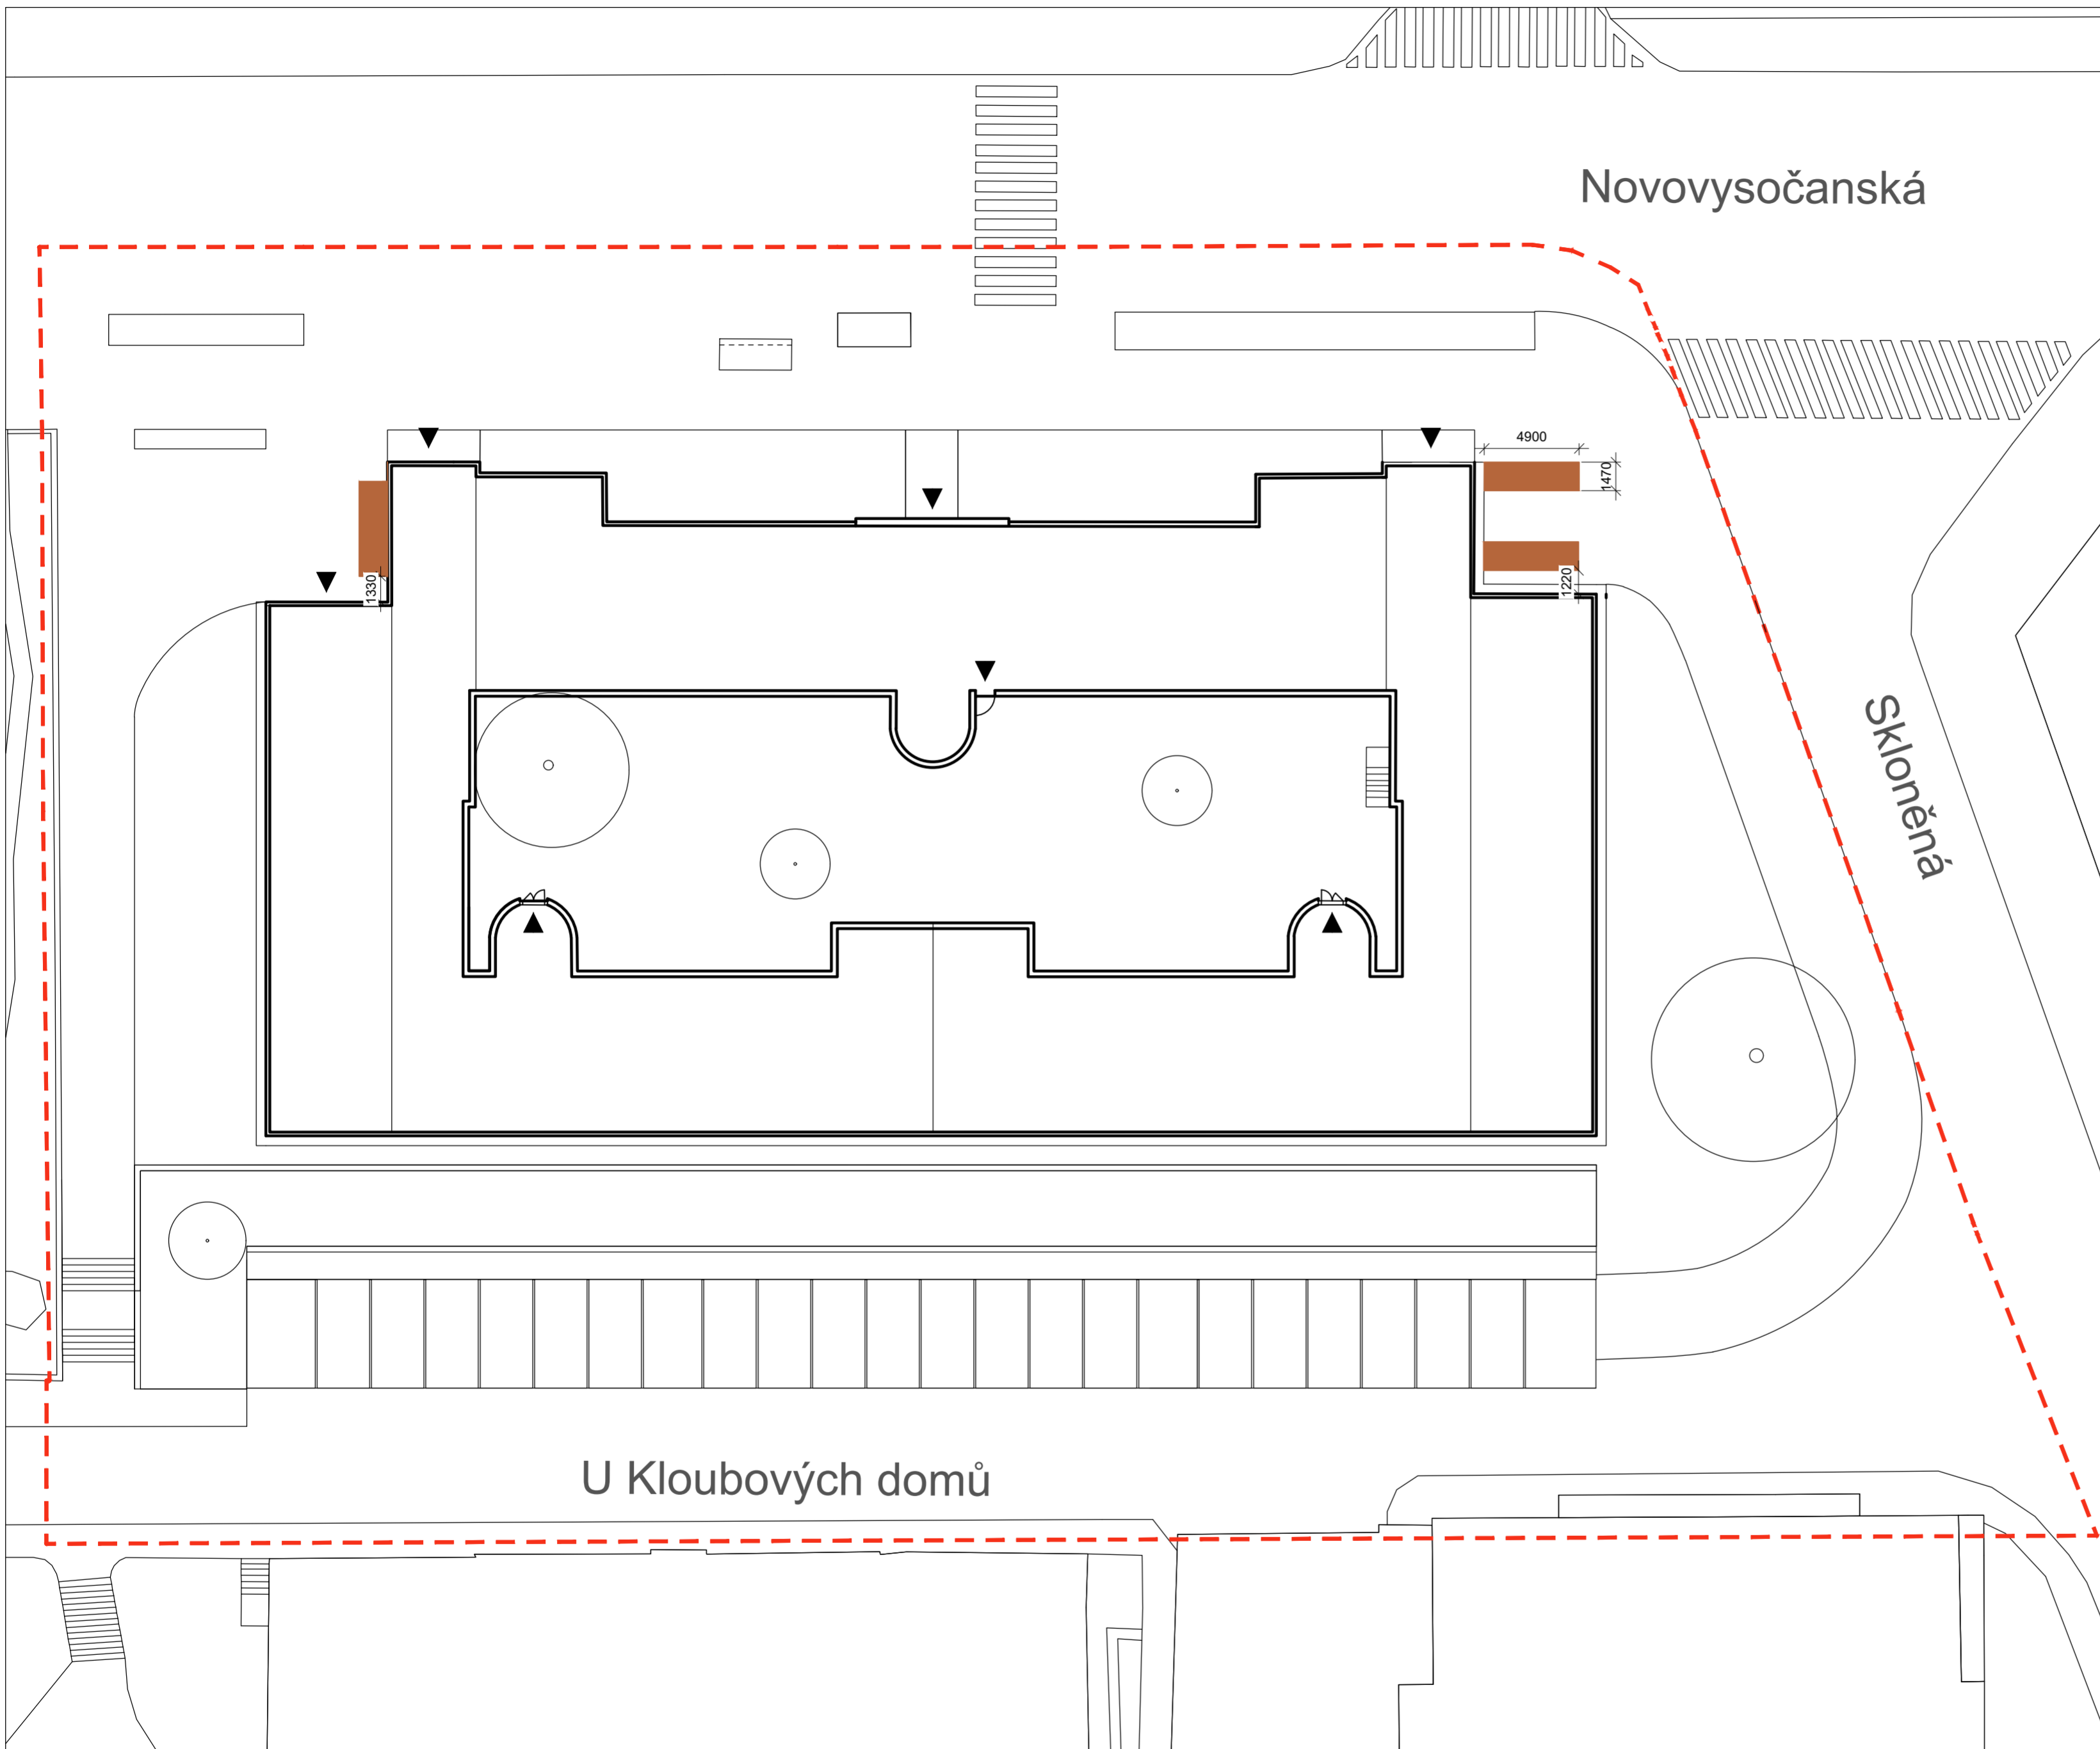 Novovysočanská
4900
1470
1330
1220
Skloněná
U Kloubových domů